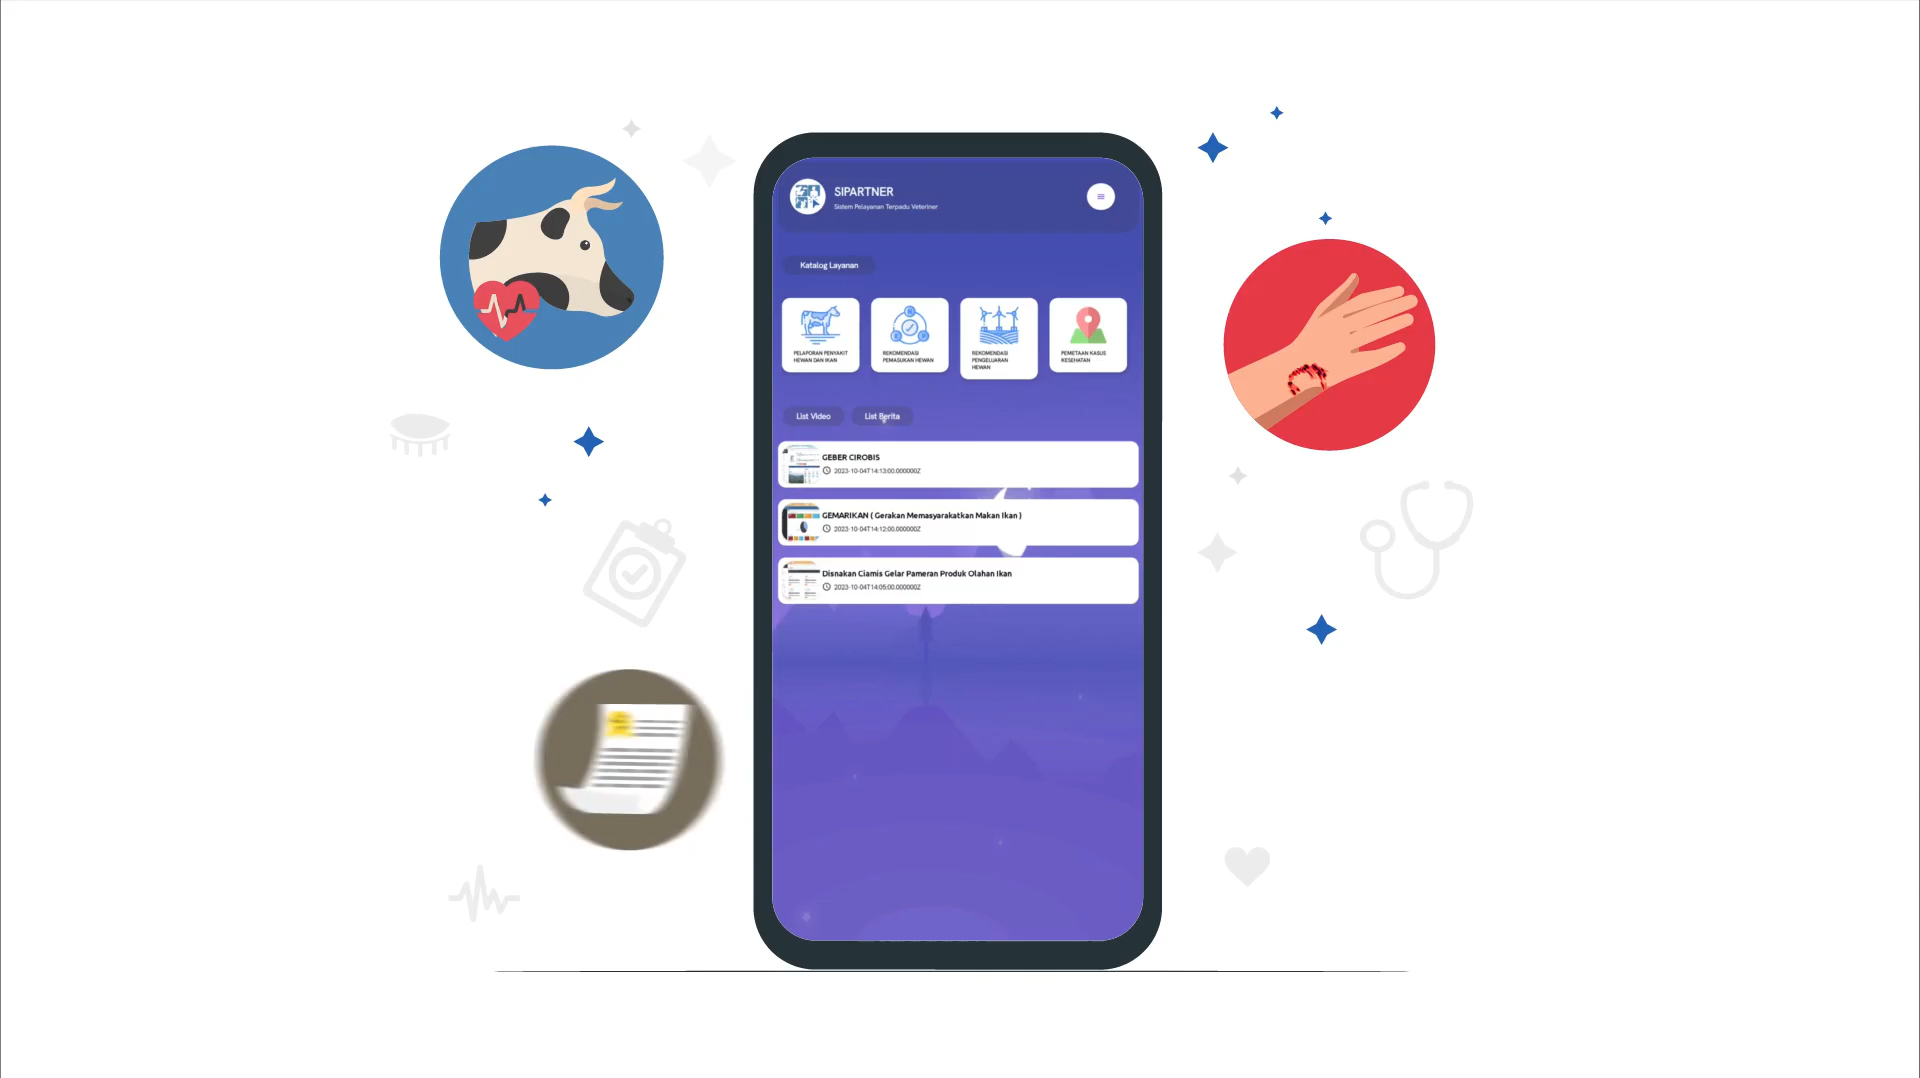 SIPARTNER
Sistem Pelayanan Terpadu Veteriner
Katalog Layanan
PELAPORAN PENYAKIT
HEWAN DAN IKAN
REKOMENDASI
PEMASUKAN HEWAN
REKOMENDASI
PENGELUARAN
HEWAN
PEMETAAN KASUS
KESEHATAN
List Video
List Berita
GEBER CIROBIS
2023-10-04T14:13:00.000000Z
GEMARIKAN ( Gerakan Memasyarakatkan Makan Ikan )
2023-10-04T14:12:00.000000Z
Disnakan Ciamis Gelar Pameran Produk Olahan Ikan
2023-10-04T14:05:00.000000Z